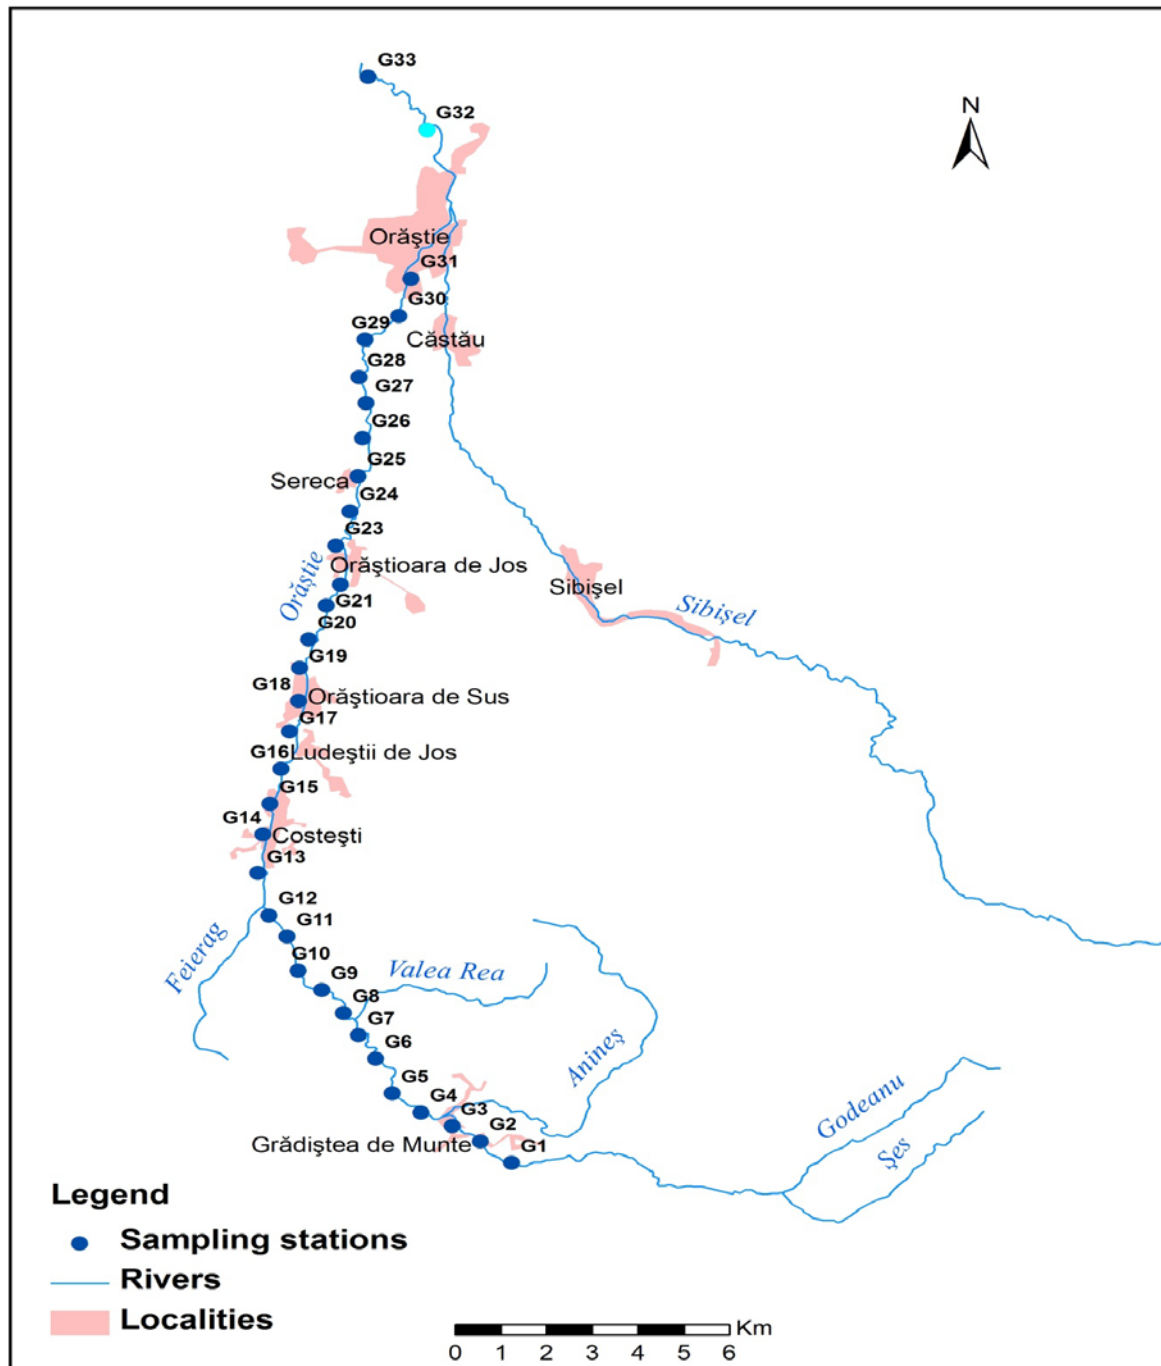 G33
G32
N
Orăştie
G31
G30
G29
Căstău
G28
G27
G26
G25
Sereca
G24
G23
Orăştie
Orăştioara de Jos
Sibişel
Sibişel
G21
G20
G19
G18
Orăştioara de Sus
G17
G16
Ludeştii de Jos
G15
G14
Costeşti
G13
G12
G11
Feierag
G10
G9
Valea Rea
G8
G7
G6
Anineş
G5
G4
G3
G2
Godeanu
Grădiştea de Munte
G1
Şes
Legend
Sampling stations
Rivers
Localities
Km
0 1 2 3 4 5 6